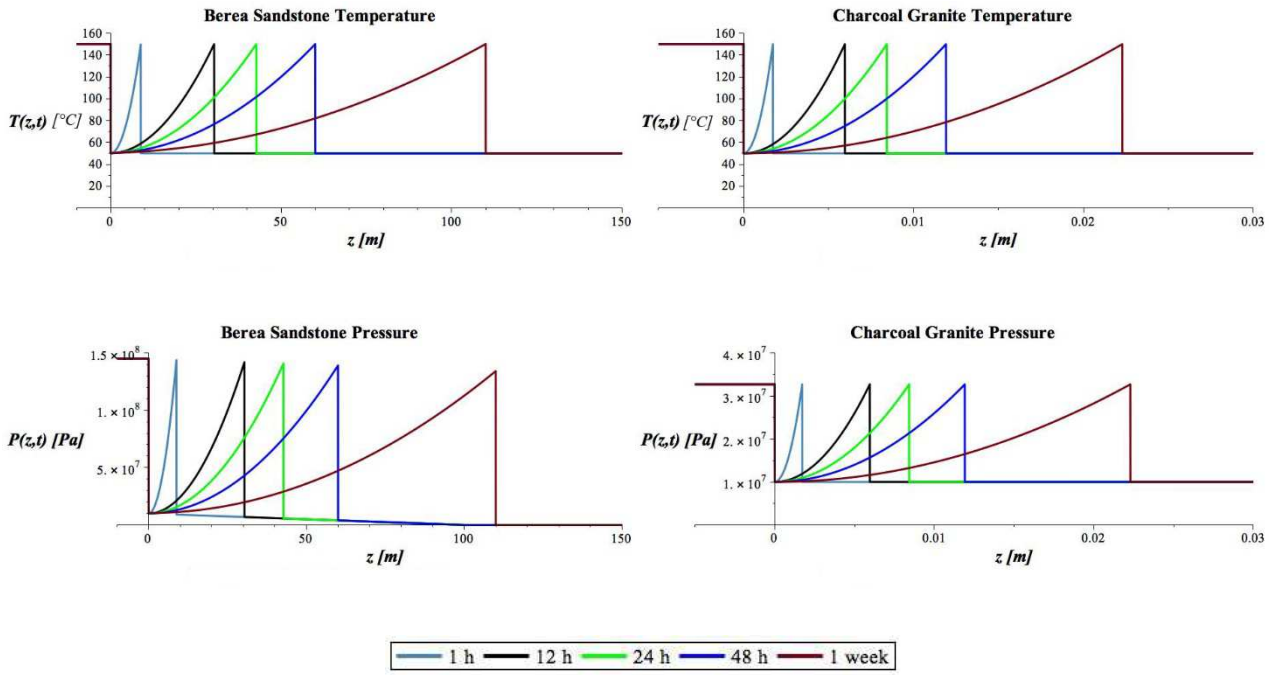 Berea Sandstone Temperature
160
140
120
100
80
60
40
20
T(z,t) [°C]
0
50
100
150
z [m]
Charcoal Granite Temperature
160
140
120
100
80
60
40
20
T(z,t) [°C]
0
0.01
0.02
0.03
z [m]
Berea Sandstone Pressure
1.5 × 10⁸
1. × 10⁸
5. × 10⁷
P(z,t) [Pa]
0
50
100
150
z [m]
Charcoal Granite Pressure
4. × 10⁷
3. × 10⁷
2. × 10⁷
1. × 10⁷
P(z,t) [Pa]
0
0.01
0.02
0.03
z [m]
1 h 12 h 24 h 48 h 1 week